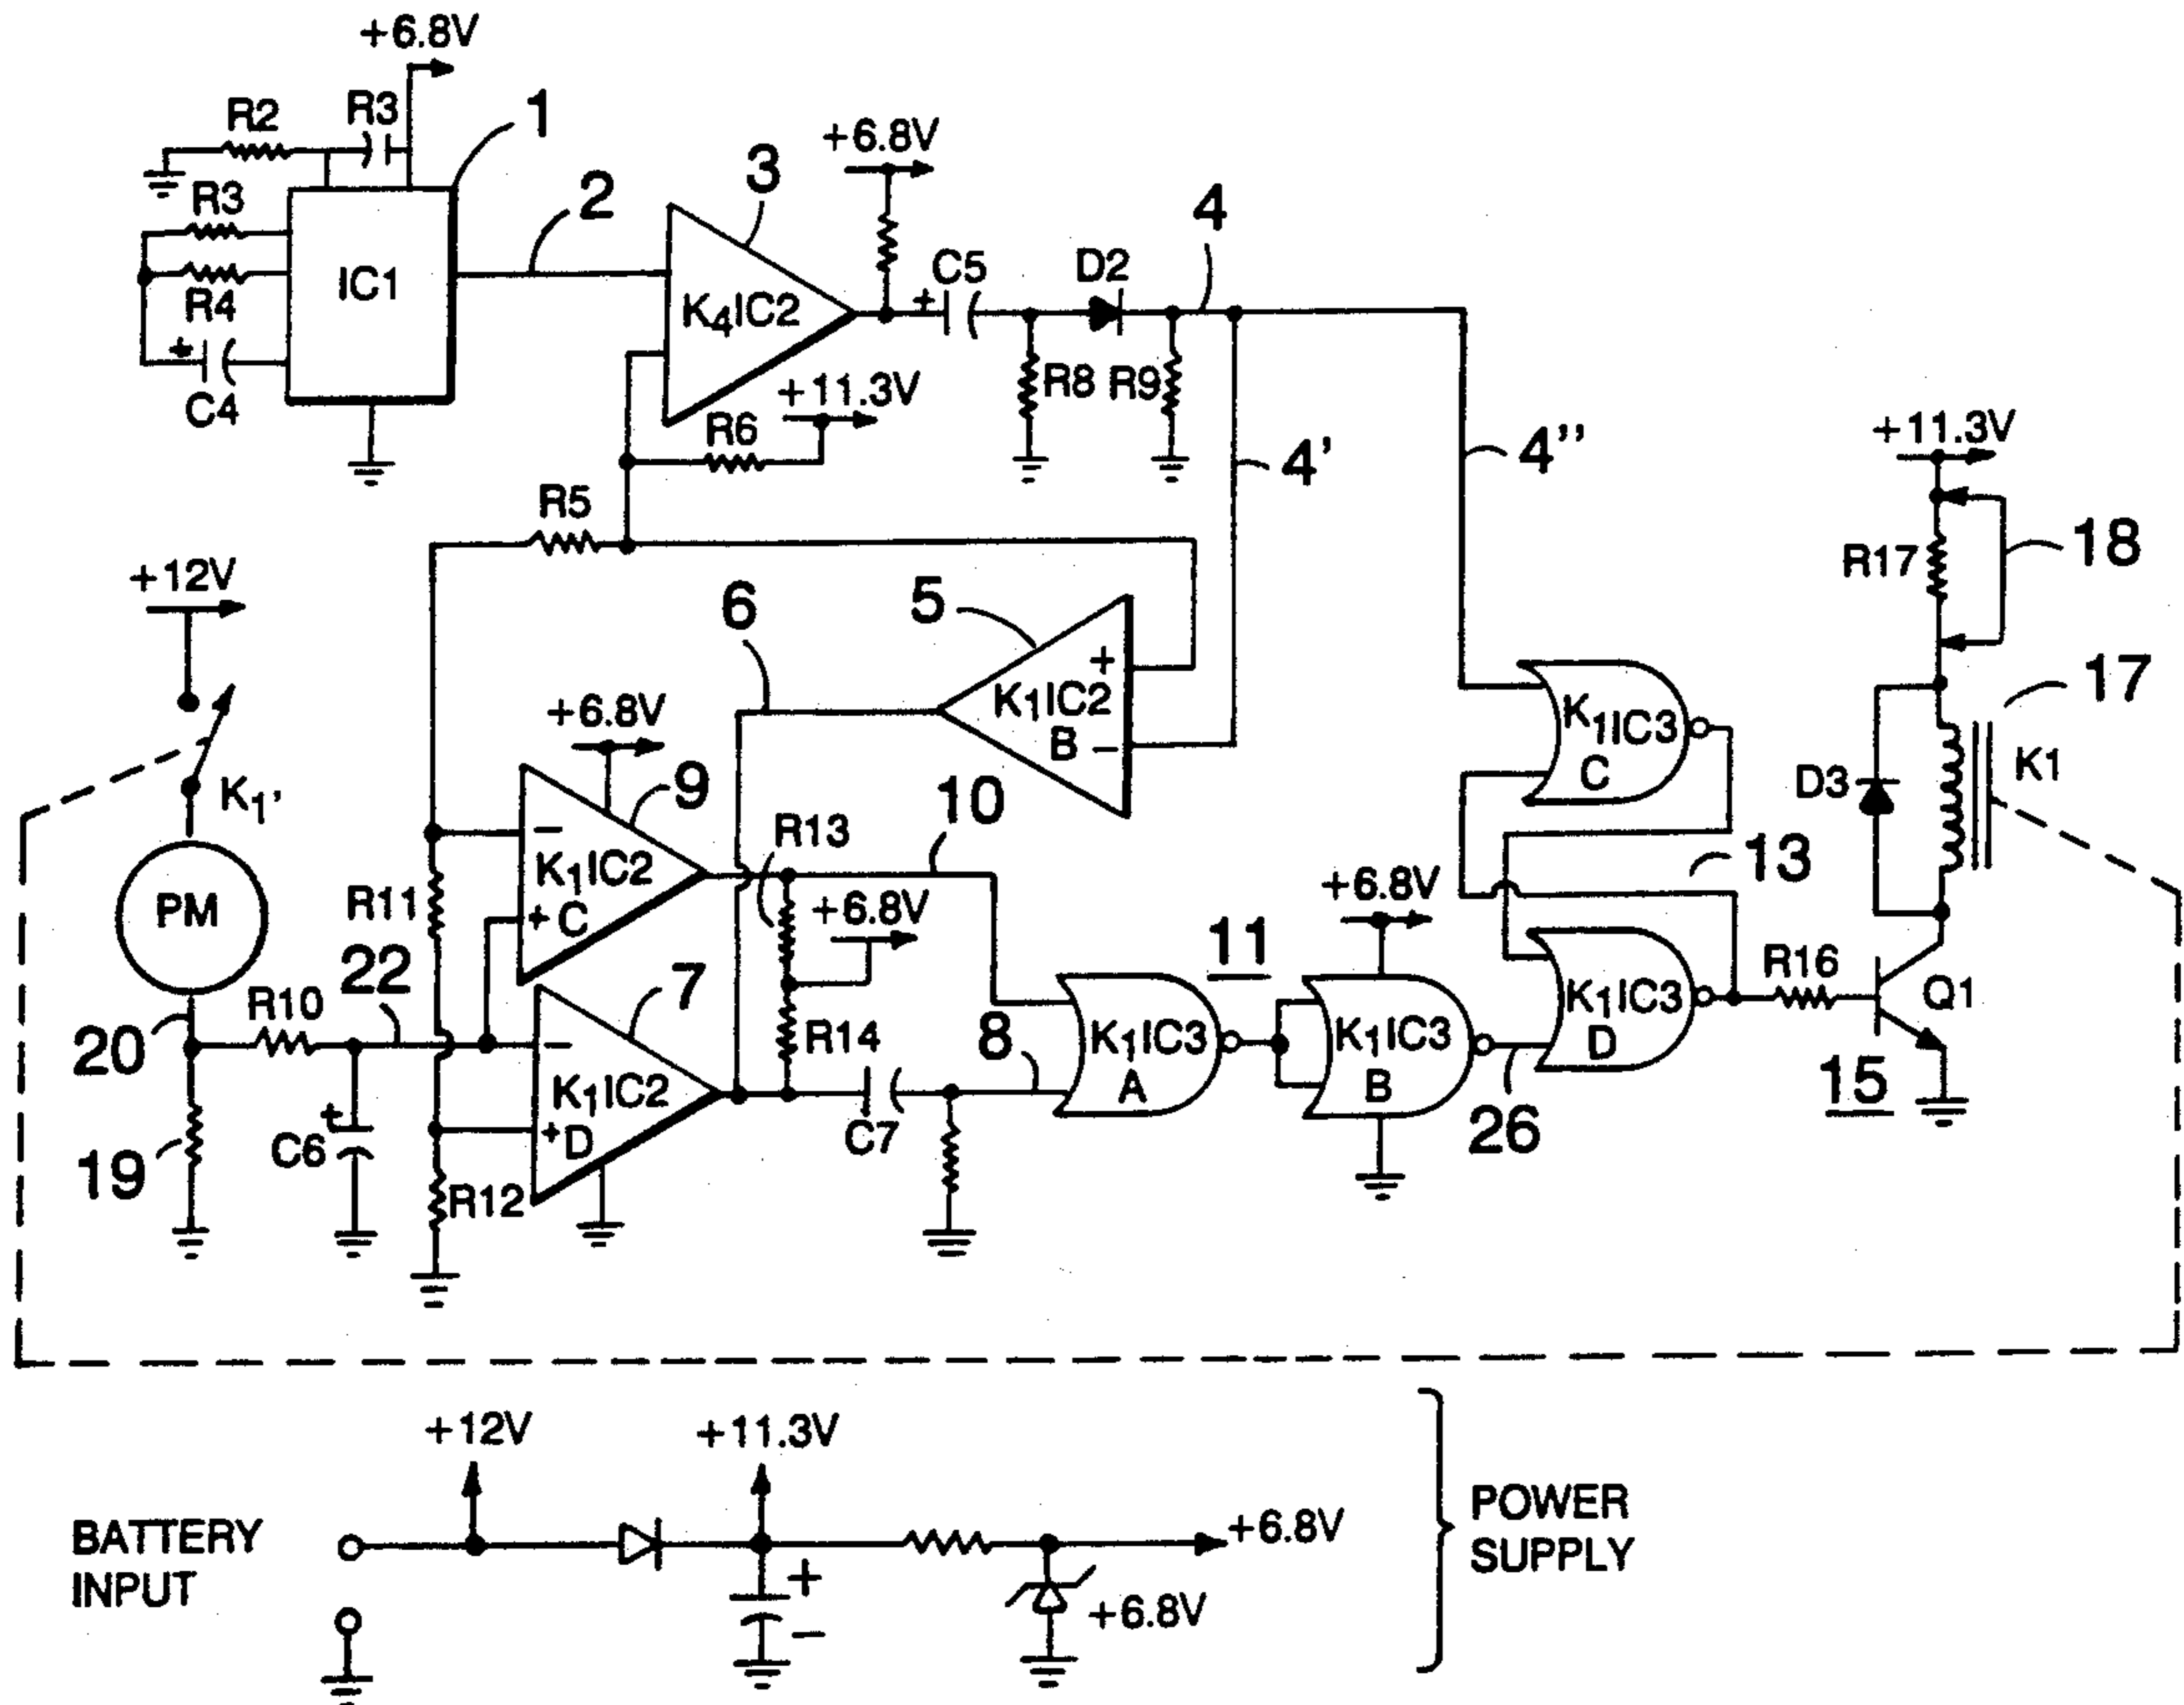 +6.8V
R2
R3
1
R3
R4
+
C4
IC1
2
3
K4IC2
+6.8V
+
C5
D2
4
R8
R9
+11.3V
R6
4'
4''
R5
+12V
K1'
PM
20
19
R10
22
+
C6
6
5
+
K1IC2
B
−
+6.8V
9
−
K1IC2
+
C
R11
R12
R13
10
+6.8V
R14
7
−
K1IC2
+
D
C7
8
11
K1IC3
A
+6.8V
K1IC3
B
26
K1IC3
C
13
K1IC3
D
R16
Q1
15
+11.3V
R17
18
17
D3
K1
+12V
+11.3V
BATTERY
INPUT
+
−
+6.8V
+6.8V
POWER
SUPPLY